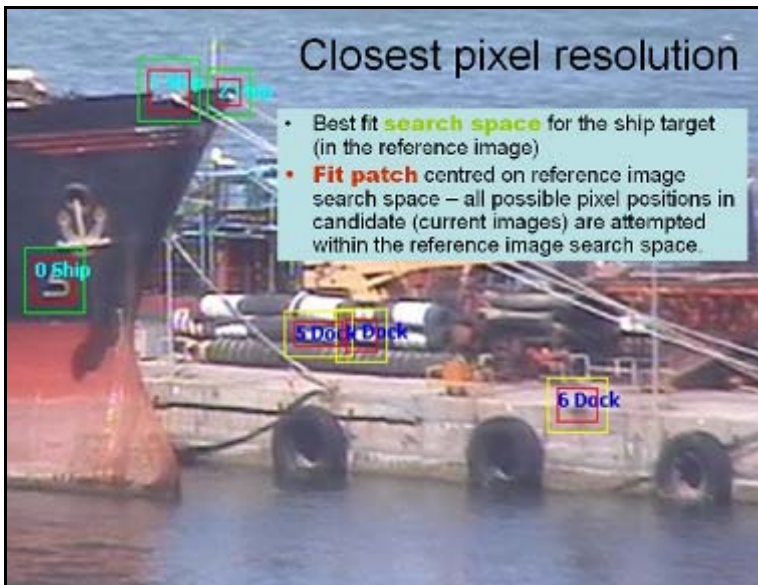 Closest pixel resolution
• Best fit search space for the ship target
(in the reference image)
• Fit patch centred on reference image
search space – all possible pixel positions in
candidate (current images) are attempted
within the reference image search space.
Ship
0 Ship
5 Dock
Dock
6 Dock